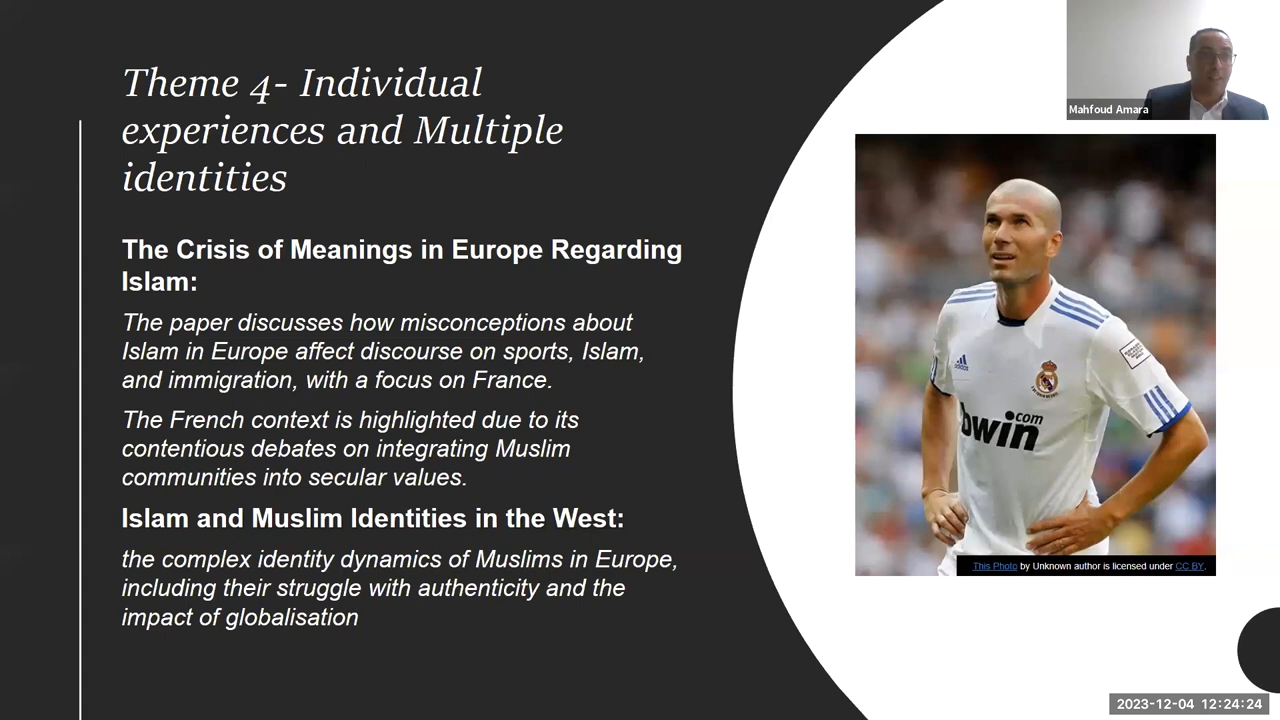 Theme 4- Individual
experiences and Multiple
identities
The Crisis of Meanings in Europe Regarding
Islam:
The paper discusses how misconceptions about
Islam in Europe affect discourse on sports, Islam,
and immigration, with a focus on France.
The French context is highlighted due to its
contentious debates on integrating Muslim
communities into secular values.
Islam and Muslim Identities in the West:
the complex identity dynamics of Muslims in Europe,
including their struggle with authenticity and the
impact of globalisation
Mahfoud Amara
adidas
bwin.com
This Photo by Unknown author is licensed under CC BY.
2023-12-04 12:24:24